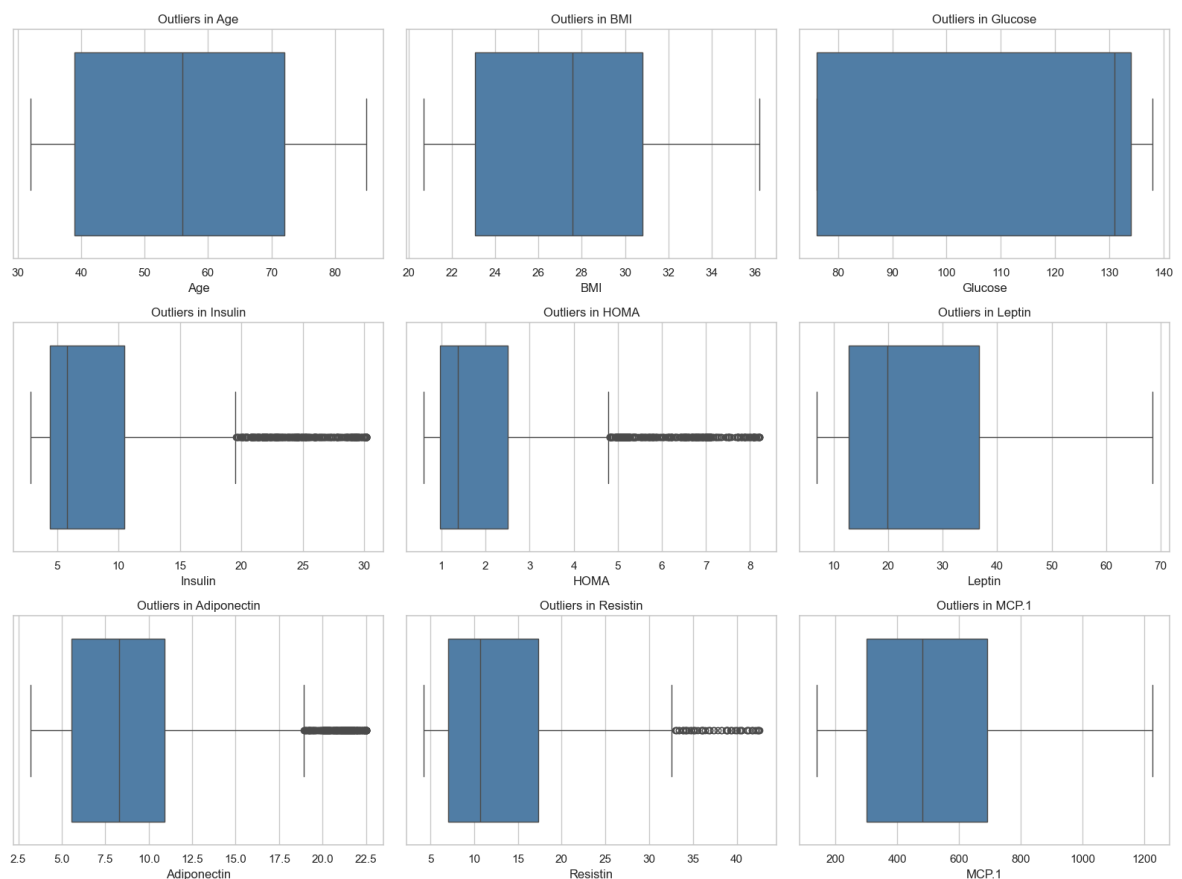 Outliers in Age
30 40 50 60 70 80
Age
Outliers in BMI
20 22 24 26 28 30 32 34 36
BMI
Outliers in Glucose
80 90 100 110 120 130 140
Glucose
Outliers in Insulin
5 10 15 20 25 30
Insulin
Outliers in HOMA
1 2 3 4 5 6 7 8
HOMA
Outliers in Leptin
10 20 30 40 50 60 70
Leptin
Outliers in Adiponectin
2.5 5.0 7.5 10.0 12.5 15.0 17.5 20.0 22.5
Adiponectin
Outliers in Resistin
5 10 15 20 25 30 35 40
Resistin
Outliers in MCP.1
200 400 600 800 1000 1200
MCP.1